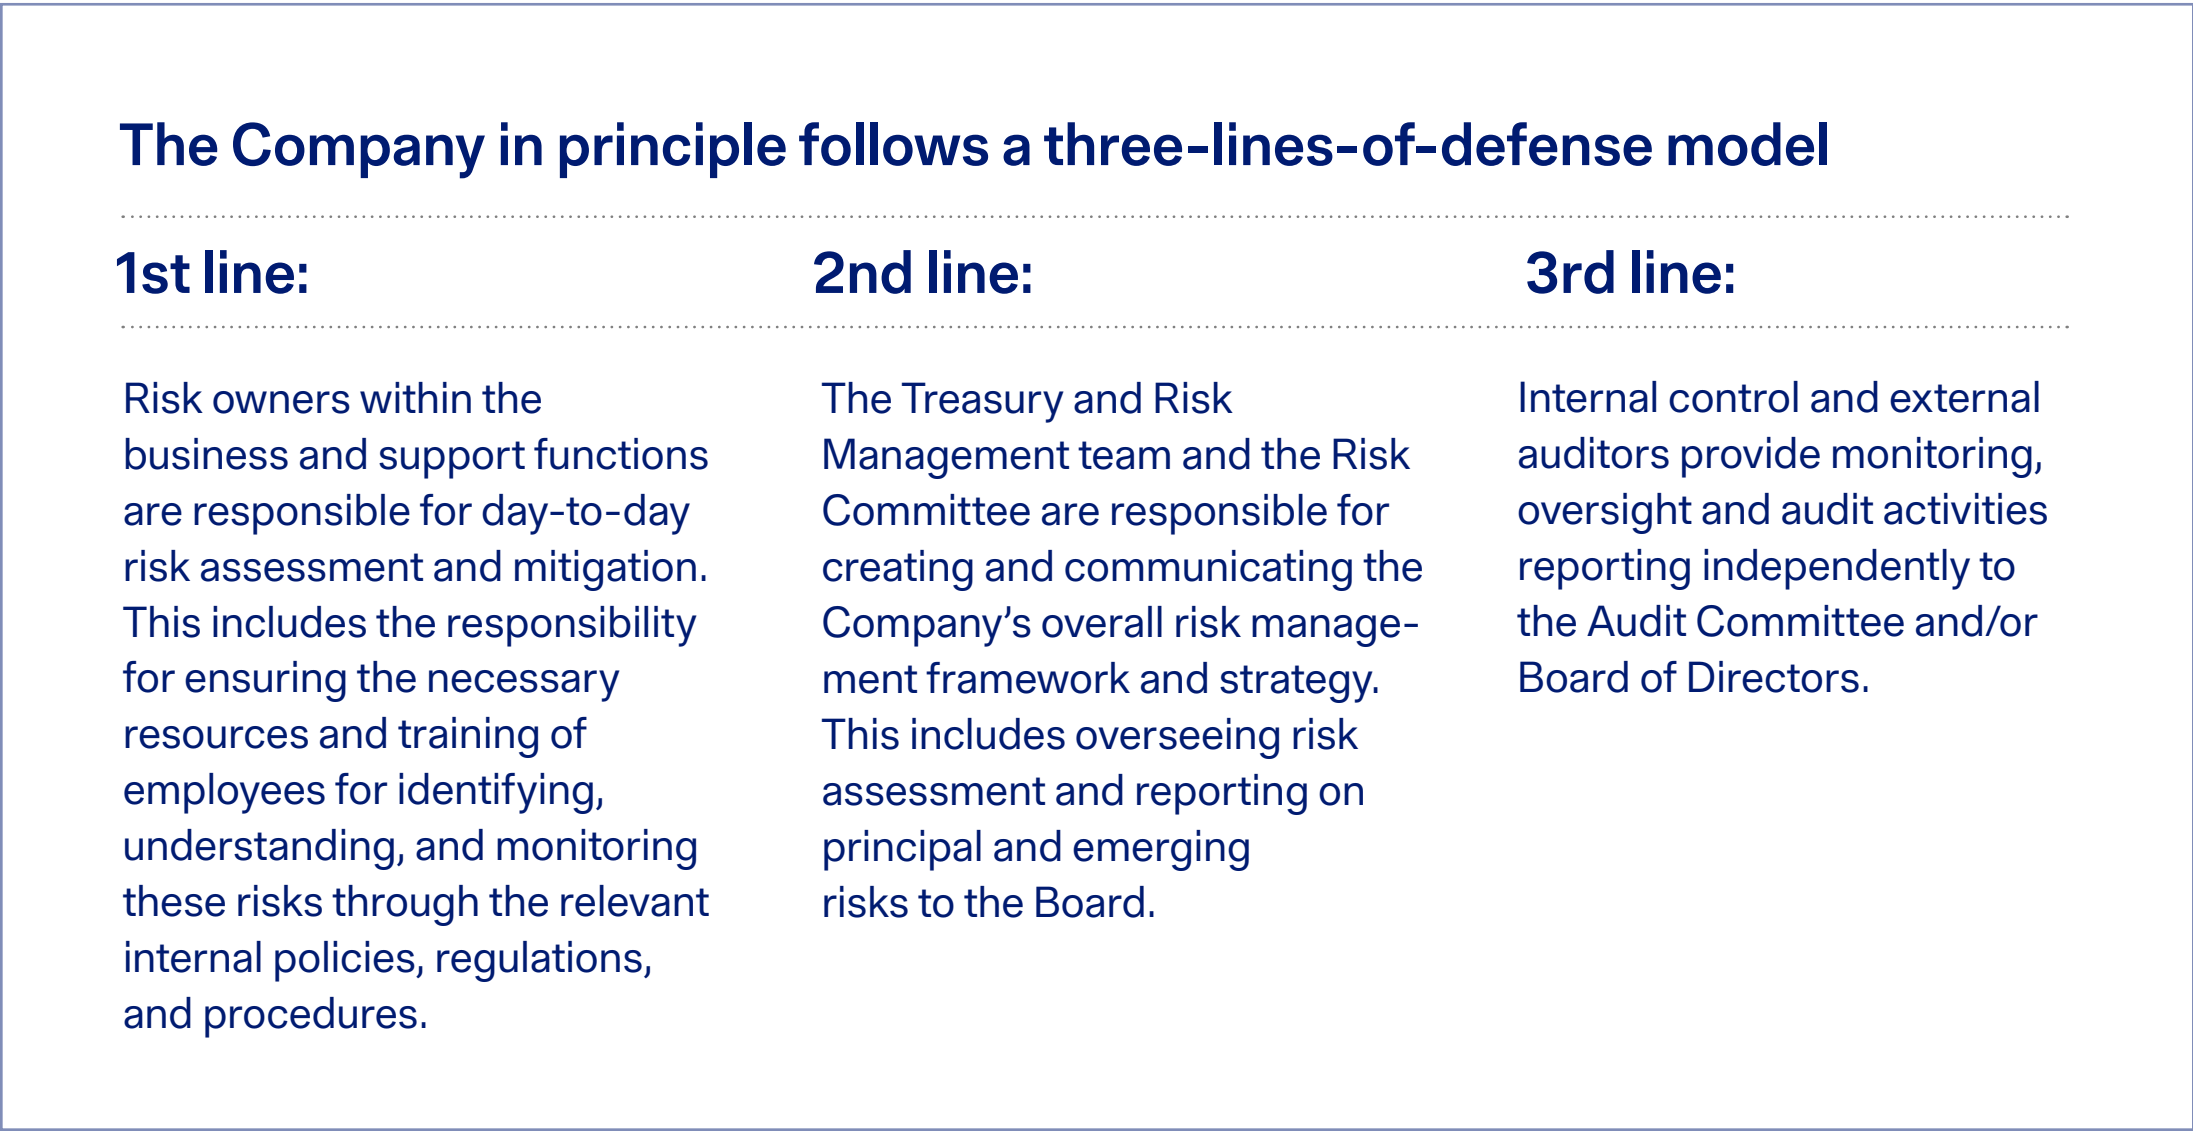 The Company in principle follows a three-lines-of-defense model
1st line:
Risk owners within the
business and support functions
are responsible for day-to-day
risk assessment and mitigation.
This includes the responsibility
for ensuring the necessary
resources and training of
employees for identifying,
understanding, and monitoring
these risks through the relevant
internal policies, regulations,
and procedures.
2nd line:
The Treasury and Risk
Management team and the Risk
Committee are responsible for
creating and communicating the
Company’s overall risk manage-
ment framework and strategy.
This includes overseeing risk
assessment and reporting on
principal and emerging
risks to the Board.
3rd line:
Internal control and external
auditors provide monitoring,
oversight and audit activities
reporting independently to
the Audit Committee and/or
Board of Directors.